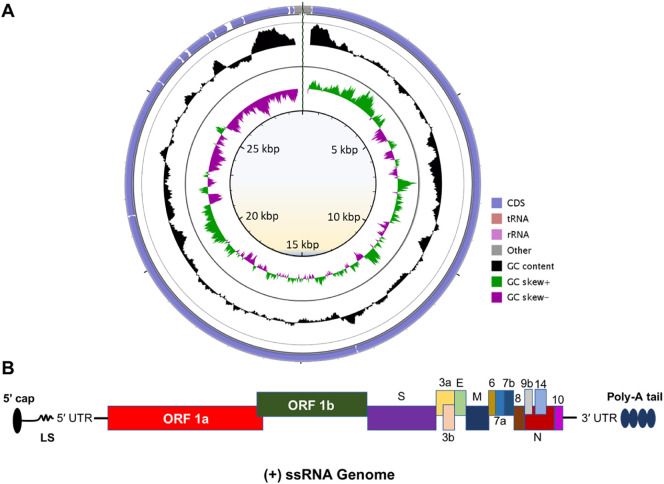 A
25 kbp
5 kbp
20 kbp
10 kbp
15 kbp
CDS
tRNA
rRNA
Other
GC content
GC skew+
GC skew−
B
5' cap
LS
5' UTR
ORF 1a
ORF 1b
S
3a
E
3b
M
6
7b
7a
8
9b
14
N
10
3' UTR
Poly-A tail
(+) ssRNA Genome